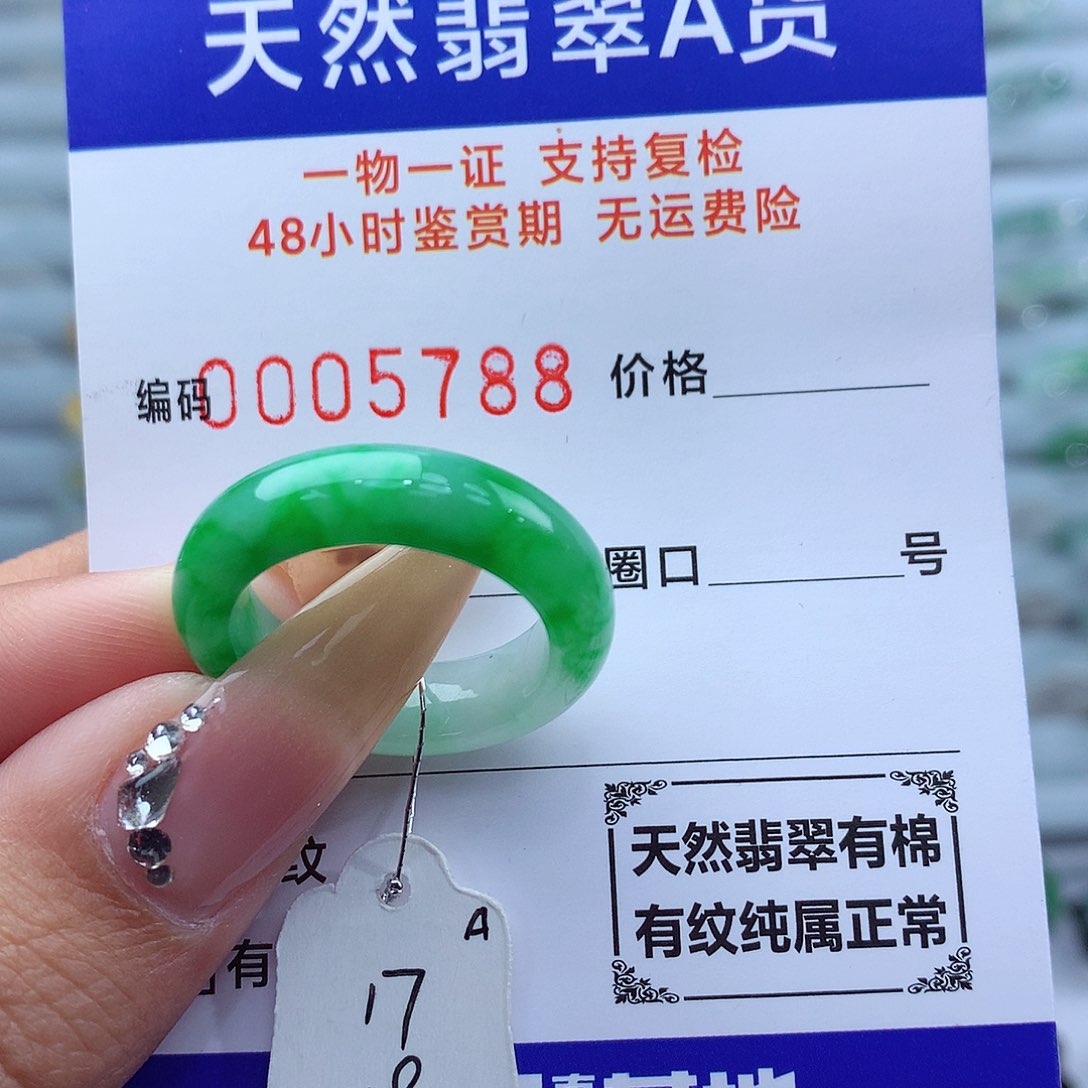 天然翡翠A货
一物一证 支持复检
48小时鉴赏期 无运费险
编码0005788 价格
圈口 号
纹
有
天然翡翠有棉
有纹纯属正常
A
17